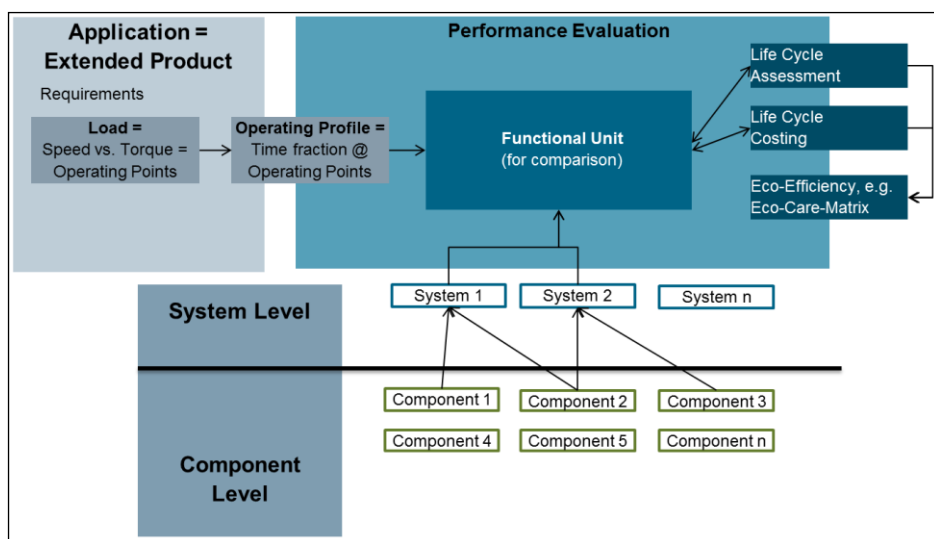 Application =
Extended Product
Requirements
Load =
Speed vs. Torque =
Operating Points
Operating Profile =
Time fraction @
Operating Points
Performance Evaluation
Functional Unit
(for comparison)
Life Cycle
Assessment
Life Cycle
Costing
Eco-Efficiency, e.g.
Eco-Care-Matrix
System Level
System 1
System 2
System n
Component 1
Component 2
Component 3
Component 4
Component 5
Component n
Component
Level